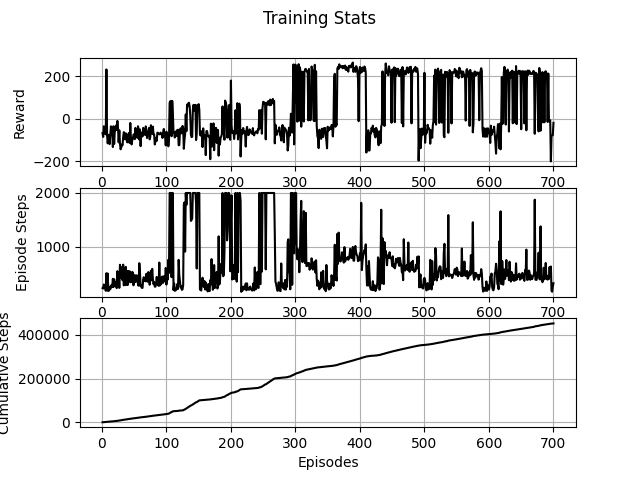 Training Stats
200
0
−200
Reward
0 100 200 300 400 500 600 700
2000
1000
Episode Steps
0 100 200 300 400 500 600 700
400000
200000
0
Cumulative Steps
0 100 200 300 400 500 600 700
Episodes